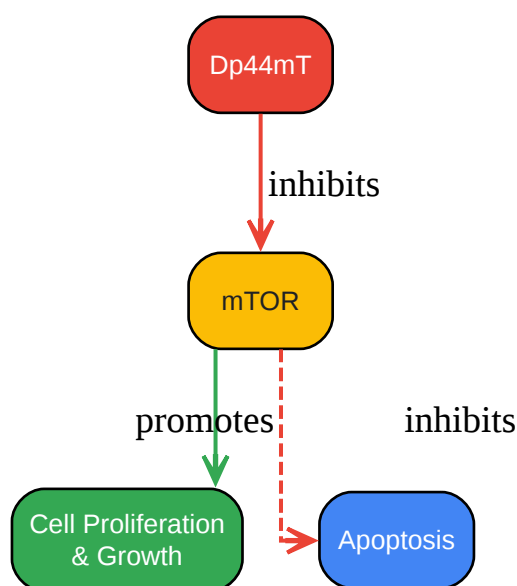 Dp44mT
inhibits
mTOR
promotes
inhibits
Cell Proliferation
& Growth
Apoptosis